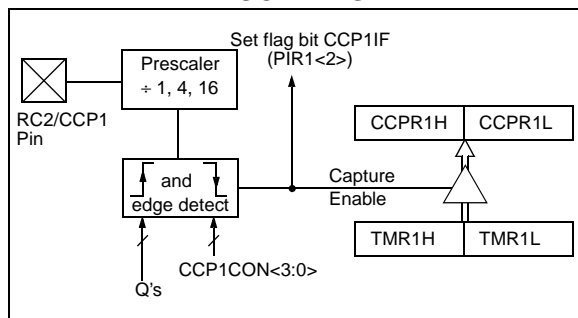 Set flag bit CCP1IF
(PIR1<2>)
Prescaler
÷ 1, 4, 16
RC2/CCP1
Pin
CCPR1H
CCPR1L
and
edge detect
Capture
Enable
TMR1H
TMR1L
CCP1CON<3:0>
Q's